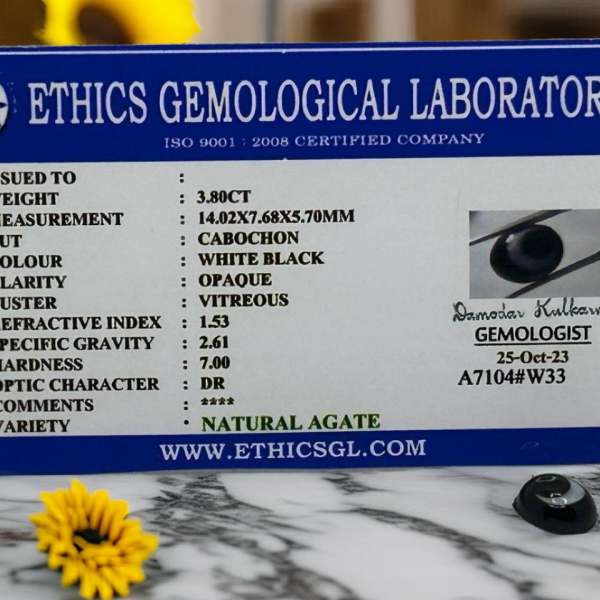 ETHICS GEMOLOGICAL LABORATOR
ISO 9001 : 2008 CERTIFIED COMPANY
SUED TO :
EIGHT : 3.80CT
EASUREMENT : 14.02X7.68X5.70MM
UT : CABOCHON
OLOUR : WHITE BLACK
LARITY : OPAQUE
USTER : VITREOUS
EFRACTIVE INDEX : 1.53
PECIFIC GRAVITY : 2.61
ARDNESS : 7.00
OPTIC CHARACTER : DR
COMMENTS : ****
ARIETY : NATURAL AGATE
Damodar Kulkarn
GEMOLOGIST
25-Oct-23
A7104#W33
WWW.ETHICSGL.COM